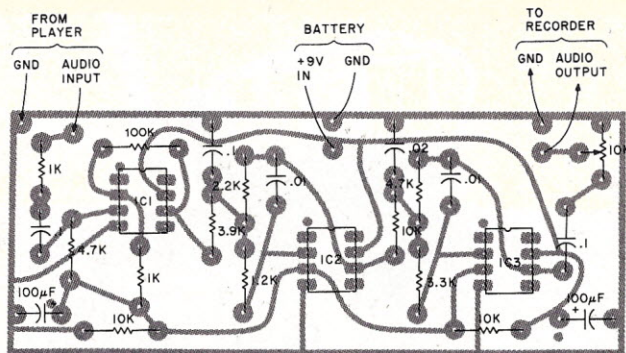 FROM PLAYER
BATTERY
TO RECORDER
GND
AUDIO INPUT
+9V IN
GND
GND
AUDIO OUTPUT
100K
.1
.02
10K
1K
IC1
2.2K
.01
4.7K
.01
.1
4.7K
3.9K
10K
.1
1K
1.2K
IC2
3.3K
IC3
100µF
+
10K
10K
+
100µF